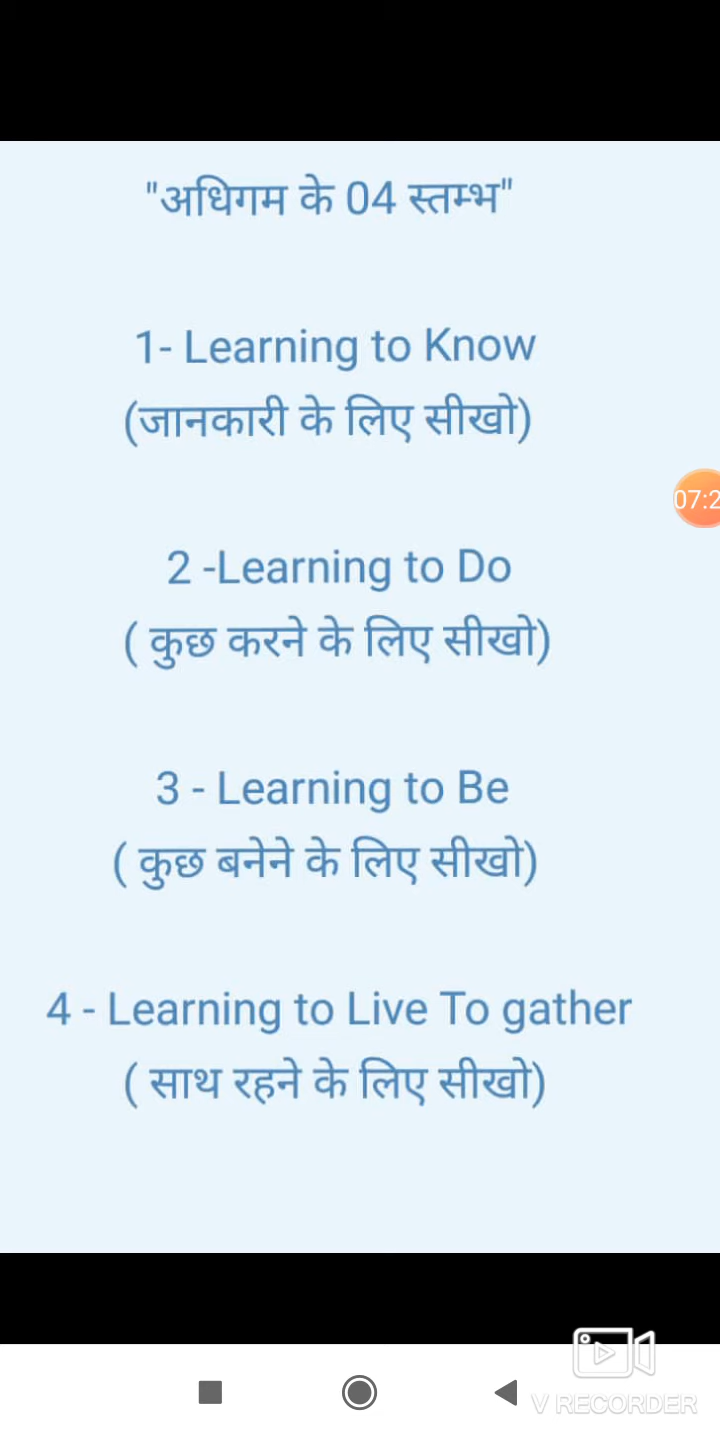 "अधिगम के 04 स्तम्भ"
1- Learning to Know
(जानकारी के लिए सीखो)
07:2
2 -Learning to Do
( कुछ करने के लिए सीखो)
3 - Learning to Be
( कुछ बनेने के लिए सीखो)
4 - Learning to Live To gather
( साथ रहने के लिए सीखो)
V RECORDER